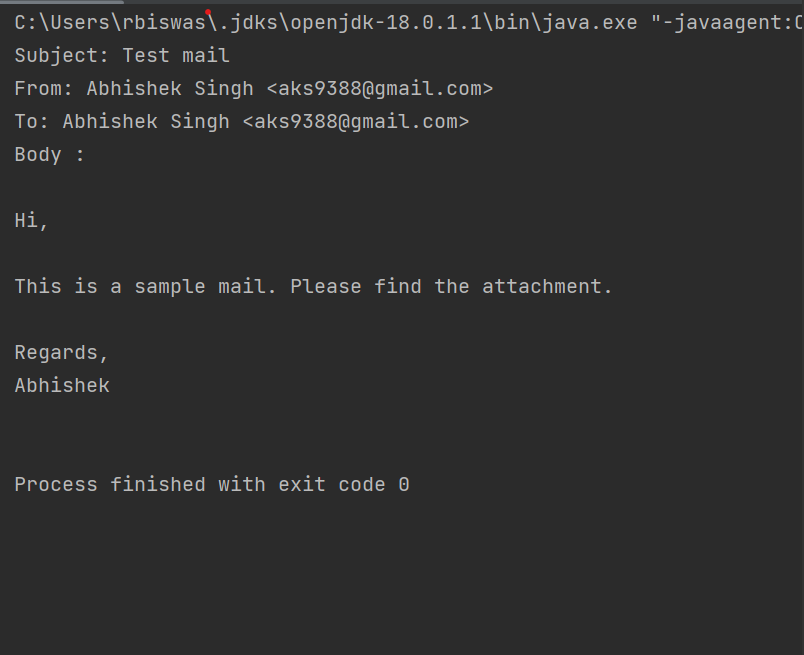 C:\Users\rbiswas\.jdks\openjdk-18.0.1.1\bin\java.exe "-javaagent:C
Subject: Test mail
From: Abhishek Singh <aks9388@gmail.com>
To: Abhishek Singh <aks9388@gmail.com>
Body :
Hi,
This is a sample mail. Please find the attachment.
Regards,
Abhishek
Process finished with exit code 0